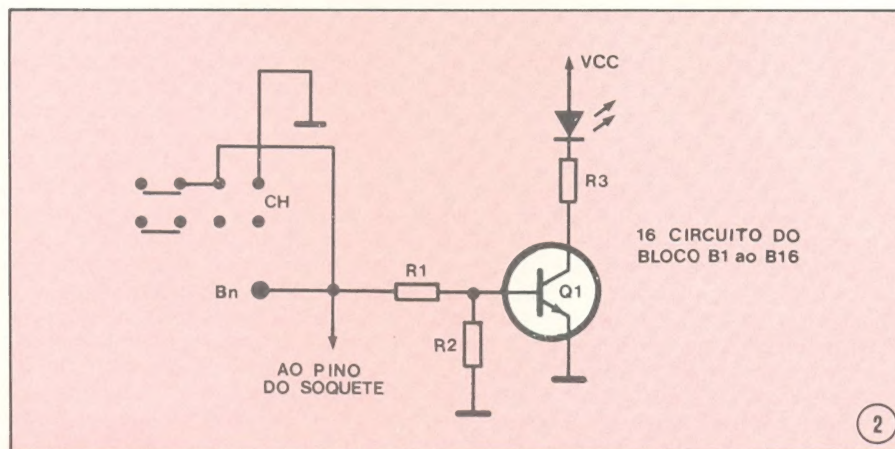 VCC
CH
R3
16 CIRCUITO DO
BLOCO B1 ao B16
R1
Q1
Bn
R2
AO PINO
DO SOQUETE
2